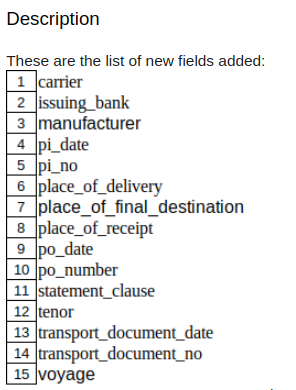 Description
These are the list of new fields added:
1 carrier
2 issuing_bank
3 manufacturer
4 pi_date
5 pi_no
6 place_of_delivery
7 place_of_final_destination
8 place_of_receipt
9 po_date
10 po_number
11 statement_clause
12 tenor
13 transport_document_date
14 transport_document_no
15 voyage